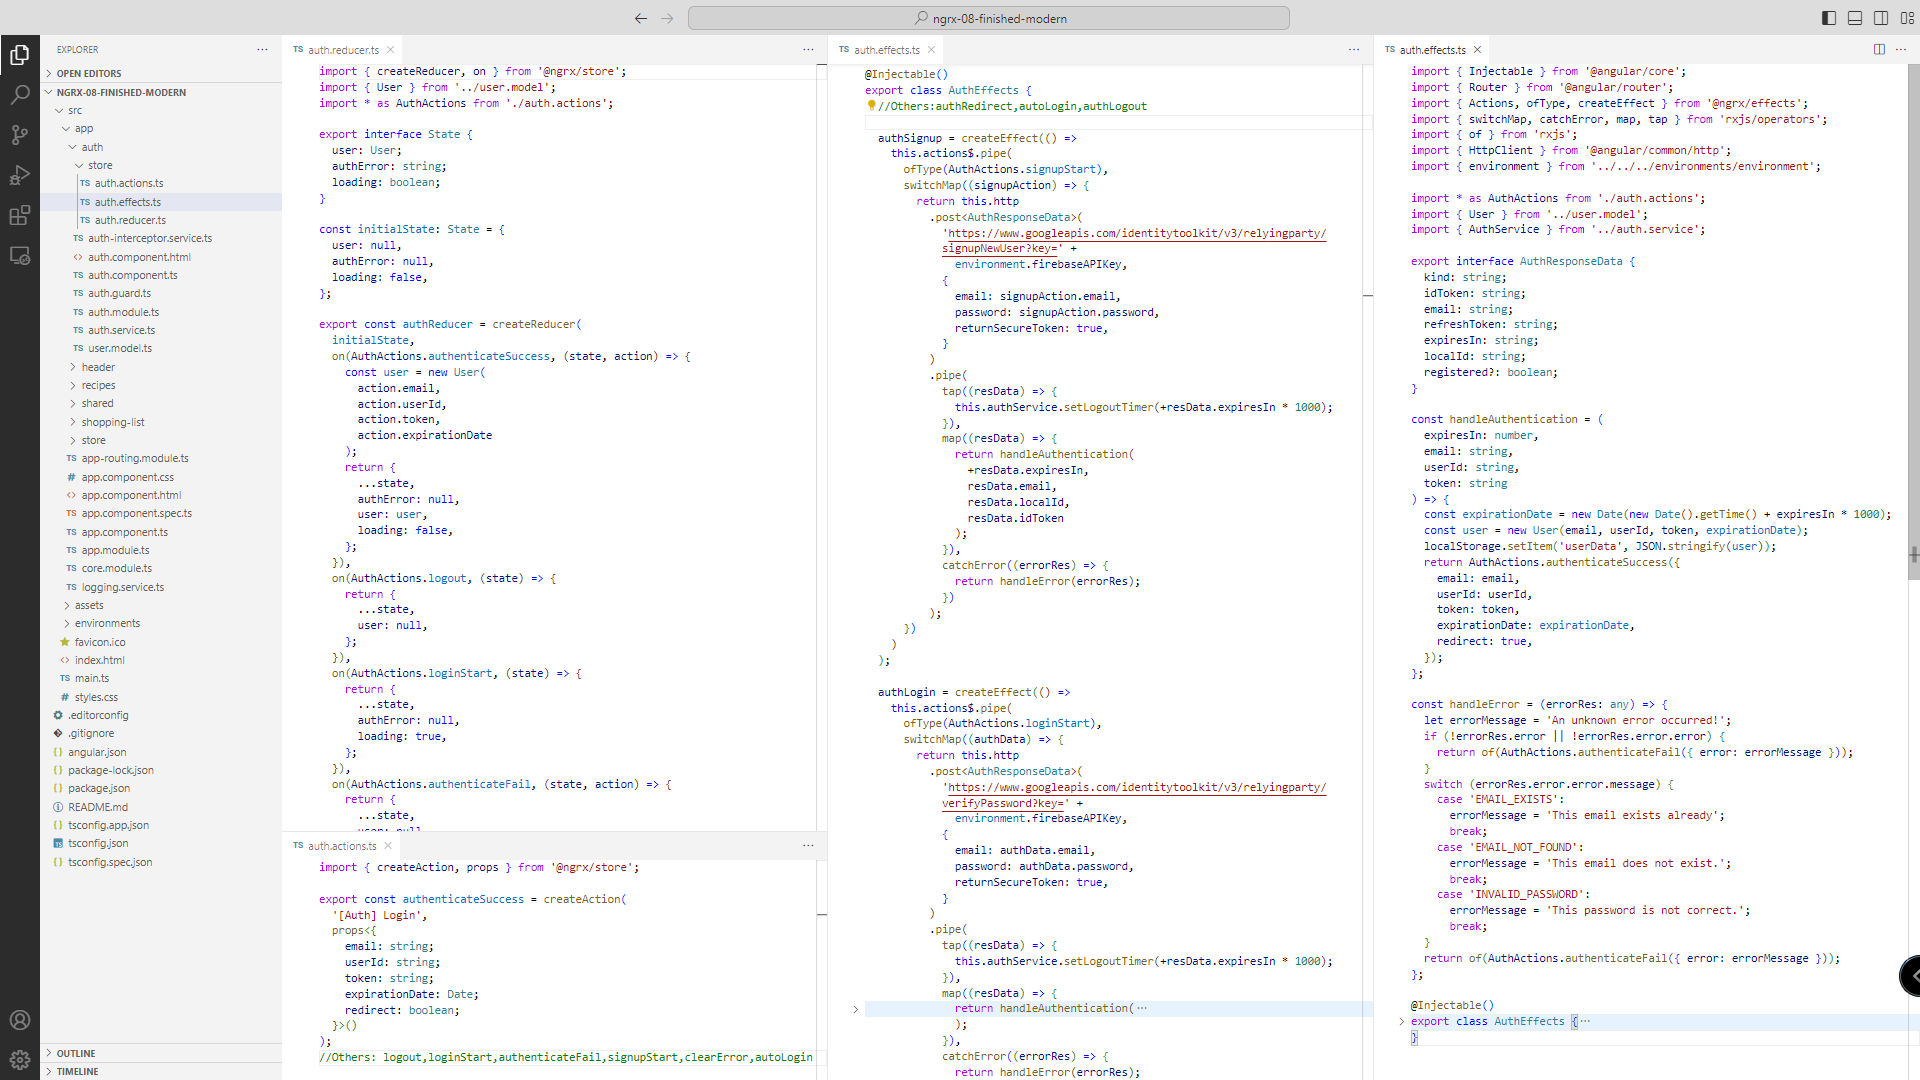 ngrx-08-finished-modern
EXPLORER
OPEN EDITORS
NGRX-08-FINISHED-MODERN
src
app
auth
store
TS auth.actions.ts
TS auth.effects.ts
TS auth.reducer.ts
TS auth-interceptor.service.ts
<> auth.component.html
TS auth.component.ts
TS auth.guard.ts
TS auth.module.ts
TS auth.service.ts
TS user.model.ts
header
recipes
shared
shopping-list
store
TS app-routing.module.ts
# app.component.css
<> app.component.html
TS app.component.spec.ts
TS app.component.ts
TS app.module.ts
TS core.module.ts
TS logging.service.ts
assets
environments
favicon.ico
<> index.html
TS main.ts
# styles.css
.editorconfig
.gitignore
{} angular.json
{} package-lock.json
{} package.json
README.md
{} tsconfig.app.json
tsconfig.json
{} tsconfig.spec.json
OUTLINE
TIMELINE
TS auth.reducer.ts
import { createReducer, on } from '@ngrx/store';
import { User } from '../user.model';
import * as AuthActions from './auth.actions';
export interface State {
user: User;
authError: string;
loading: boolean;
}
const initialState: State = {
user: null,
authError: null,
loading: false,
};
export const authReducer = createReducer(
initialState,
on(AuthActions.authenticateSuccess, (state, action) => {
const user = new User(
action.email,
action.userId,
action.token,
action.expirationDate
);
return {
...state,
authError: null,
user: user,
loading: false,
};
}),
on(AuthActions.logout, (state) => {
return {
...state,
user: null,
};
}),
on(AuthActions.loginStart, (state) => {
return {
...state,
authError: null,
loading: true,
};
}),
on(AuthActions.authenticateFail, (state, action) => {
return {
...state,
user: null
TS auth.actions.ts
import { createAction, props } from '@ngrx/store';
export const authenticateSuccess = createAction(
'[Auth] Login',
props<{
email: string;
userId: string;
token: string;
expirationDate: Date;
redirect: boolean;
}>()
);
//Others: logout,loginStart,authenticateFail,signupStart,clearError,autoLogin
TS auth.effects.ts
@Injectable()
export class AuthEffects {
//Others:authRedirect,autoLogin,authLogout
authSignup = createEffect(() =>
this.actions$.pipe(
ofType(AuthActions.signupStart),
switchMap((signupAction) => {
return this.http
.post<AuthResponseData>(
'https://www.googleapis.com/identitytoolkit/v3/relyingparty/
signupNewUser?key=' +
environment.firebaseAPIKey,
{
email: signupAction.email,
password: signupAction.password,
returnSecureToken: true,
}
)
.pipe(
tap((resData) => {
this.authService.setLogoutTimer(+resData.expiresIn * 1000);
}),
map((resData) => {
return handleAuthentication(
+resData.expiresIn,
resData.email,
resData.localId,
resData.idToken
);
}),
catchError((errorRes) => {
return handleError(errorRes);
})
);
})
)
);
authLogin = createEffect(() =>
this.actions$.pipe(
ofType(AuthActions.loginStart),
switchMap((authData) => {
return this.http
.post<AuthResponseData>(
'https://www.googleapis.com/identitytoolkit/v3/relyingparty/
verifyPassword?key=' +
environment.firebaseAPIKey,
{
email: authData.email,
password: authData.password,
returnSecureToken: true,
}
)
.pipe(
tap((resData) => {
this.authService.setLogoutTimer(+resData.expiresIn * 1000);
}),
map((resData) => {
return handleAuthentication(…
);
}),
catchError((errorRes) => {
return handleError(errorRes);
TS auth.effects.ts
import { Injectable } from '@angular/core';
import { Router } from '@angular/router';
import { Actions, ofType, createEffect } from '@ngrx/effects';
import { switchMap, catchError, map, tap } from 'rxjs/operators';
import { of } from 'rxjs';
import { HttpClient } from '@angular/common/http';
import { environment } from '../../../environments/environment';
import * as AuthActions from './auth.actions';
import { User } from '../user.model';
import { AuthService } from '../auth.service';
export interface AuthResponseData {
kind: string;
idToken: string;
email: string;
refreshToken: string;
expiresIn: string;
localId: string;
registered?: boolean;
}
const handleAuthentication = (
expiresIn: number,
email: string,
userId: string,
token: string
) => {
const expirationDate = new Date(new Date().getTime() + expiresIn * 1000);
const user = new User(email, userId, token, expirationDate);
localStorage.setItem('userData', JSON.stringify(user));
return AuthActions.authenticateSuccess({
email: email,
userId: userId,
token: token,
expirationDate: expirationDate,
redirect: true,
});
};
const handleError = (errorRes: any) => {
let errorMessage = 'An unknown error occurred!';
if (!errorRes.error || !errorRes.error.error) {
return of(AuthActions.authenticateFail({ error: errorMessage }));
}
switch (errorRes.error.error.message) {
case 'EMAIL_EXISTS':
errorMessage = 'This email exists already';
break;
case 'EMAIL_NOT_FOUND':
errorMessage = 'This email does not exist.';
break;
case 'INVALID_PASSWORD':
errorMessage = 'This password is not correct.';
break;
}
return of(AuthActions.authenticateFail({ error: errorMessage }));
};
@Injectable()
export class AuthEffects {…
}